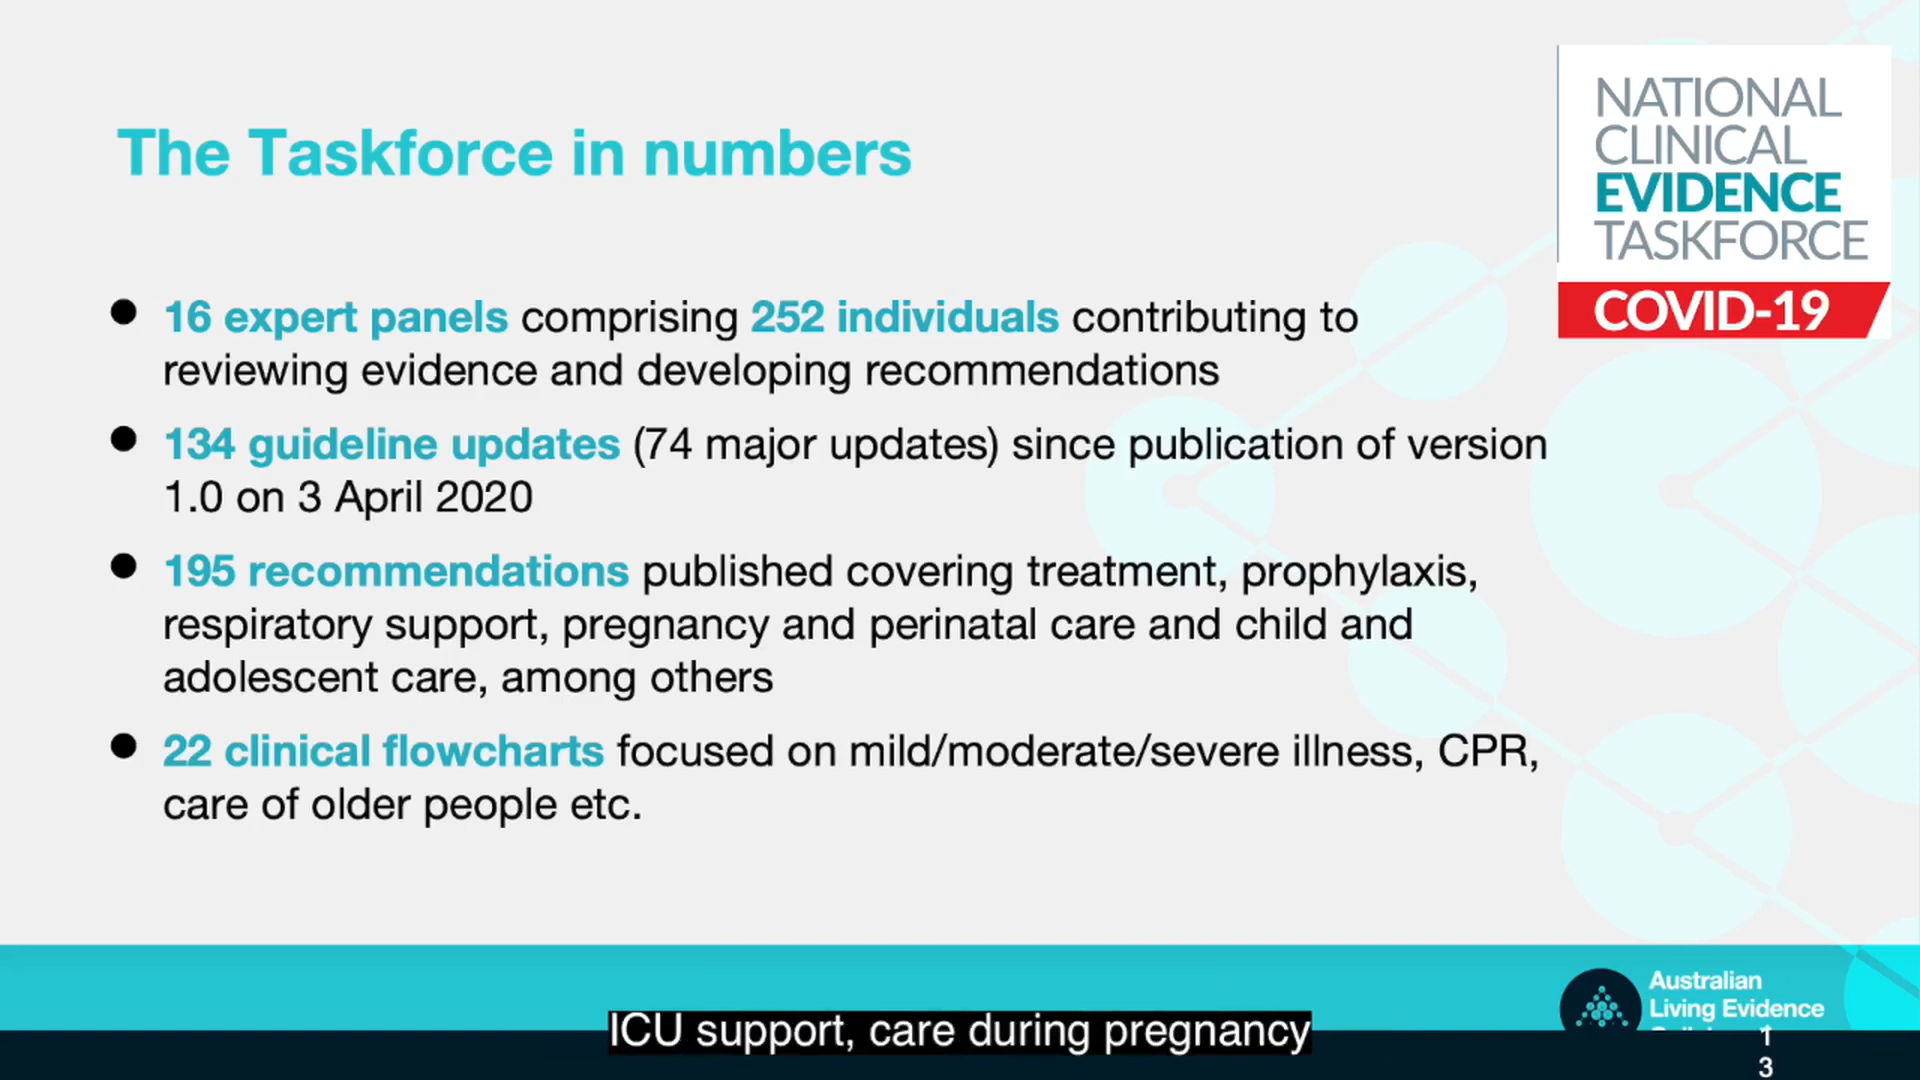 The Taskforce in numbers
NATIONAL
CLINICAL
EVIDENCE
TASKFORCE
COVID-19
● 16 expert panels comprising 252 individuals contributing to
reviewing evidence and developing recommendations
● 134 guideline updates (74 major updates) since publication of version
1.0 on 3 April 2020
● 195 recommendations published covering treatment, prophylaxis,
respiratory support, pregnancy and perinatal care and child and
adolescent care, among others
● 22 clinical flowcharts focused on mild/moderate/severe illness, CPR,
care of older people etc.
Australian
Living Evidence
ICU support, care during pregnancy
1
3